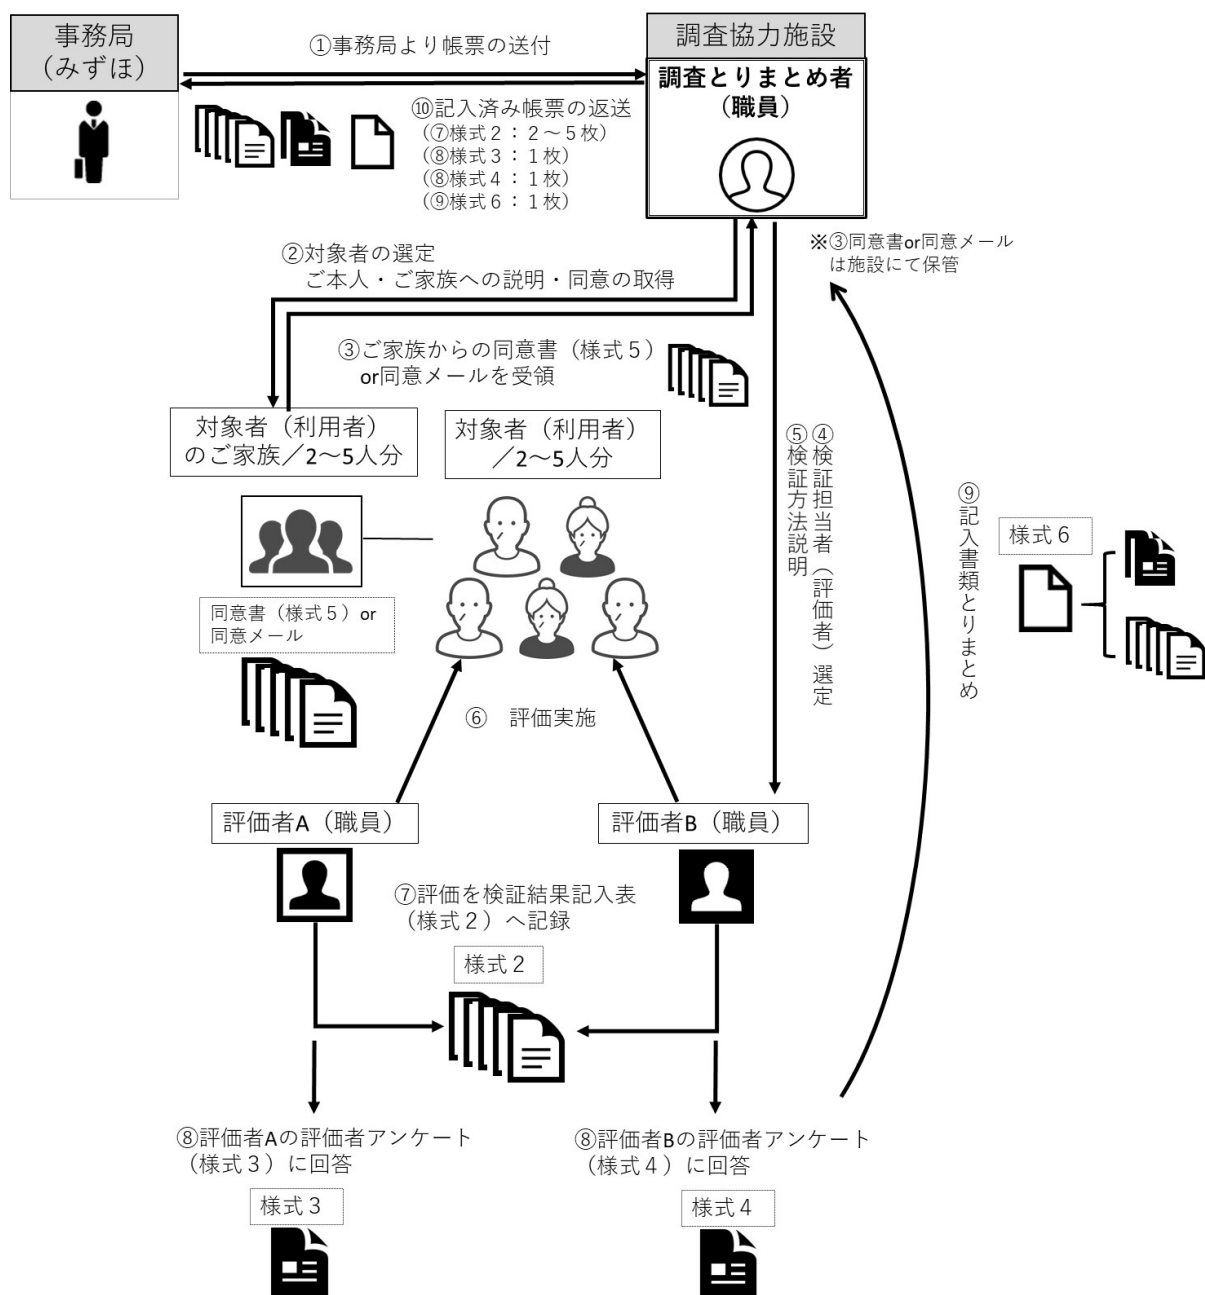 事務局
（みずほ）
①事務局より帳票の送付
調査協力施設
調査とりまとめ者
（職員）
⑩記入済み帳票の返送
（⑦様式２：２～５枚）
（⑧様式３：１枚）
（⑧様式４：１枚）
（⑨様式６：１枚）
※③同意書or同意メール
は施設にて保管
②対象者の選定
ご本人・ご家族への説明・同意の取得
③ご家族からの同意書（様式５）
or同意メールを受領
対象者（利用者）
のご家族／2～5人分
対象者（利用者）
／2～5人分
④検証担当者（評価者）選定
⑤検証方法説明
⑨記入書類とりまとめ
様式６
同意書（様式５）or
同意メール
⑥　評価実施
評価者A（職員）
評価者B（職員）
⑦評価を検証結果記入表
（様式２）へ記録
様式２
⑧評価者Aの評価者アンケート
（様式３）に回答
様式３
⑧評価者Bの評価者アンケート
（様式４）に回答
様式４